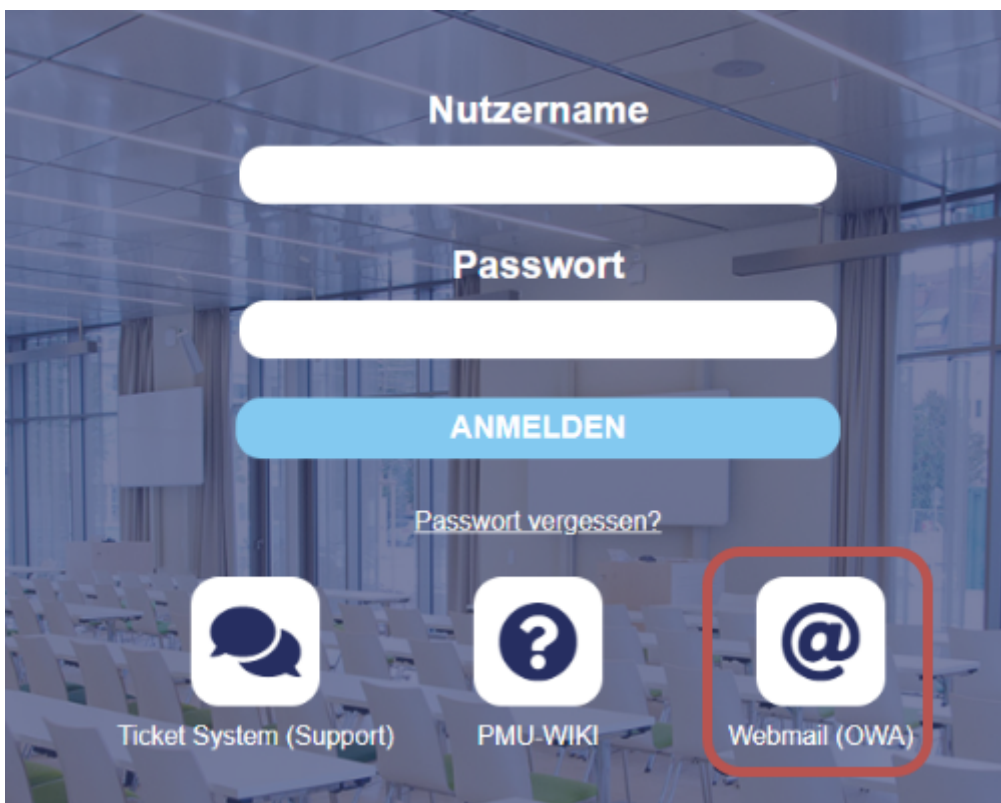 Nutzername
Passwort
ANMELDEN
Passwort vergessen?
Ticket System (Support)
PMU-WIKI
Webmail (OWA)